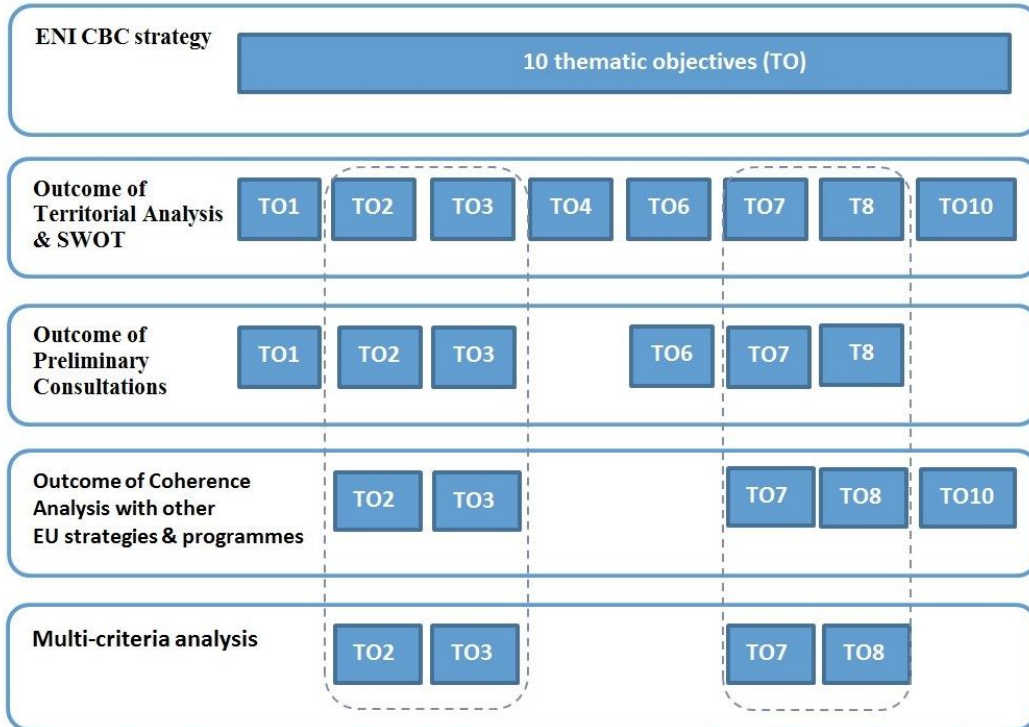 ENI CBC strategy
10 thematic objectives (TO)
Outcome of
Territorial Analysis
& SWOT
TO1 TO2 TO3 TO4 TO6 TO7 T8 TO10
Outcome of
Preliminary
Consultations
TO1 TO2 TO3 TO6 TO7 T8
Outcome of Coherence
Analysis with other
EU strategies & programmes
TO2 TO3 TO7 TO8 TO10
Multi-criteria analysis
TO2 TO3 TO7 TO8